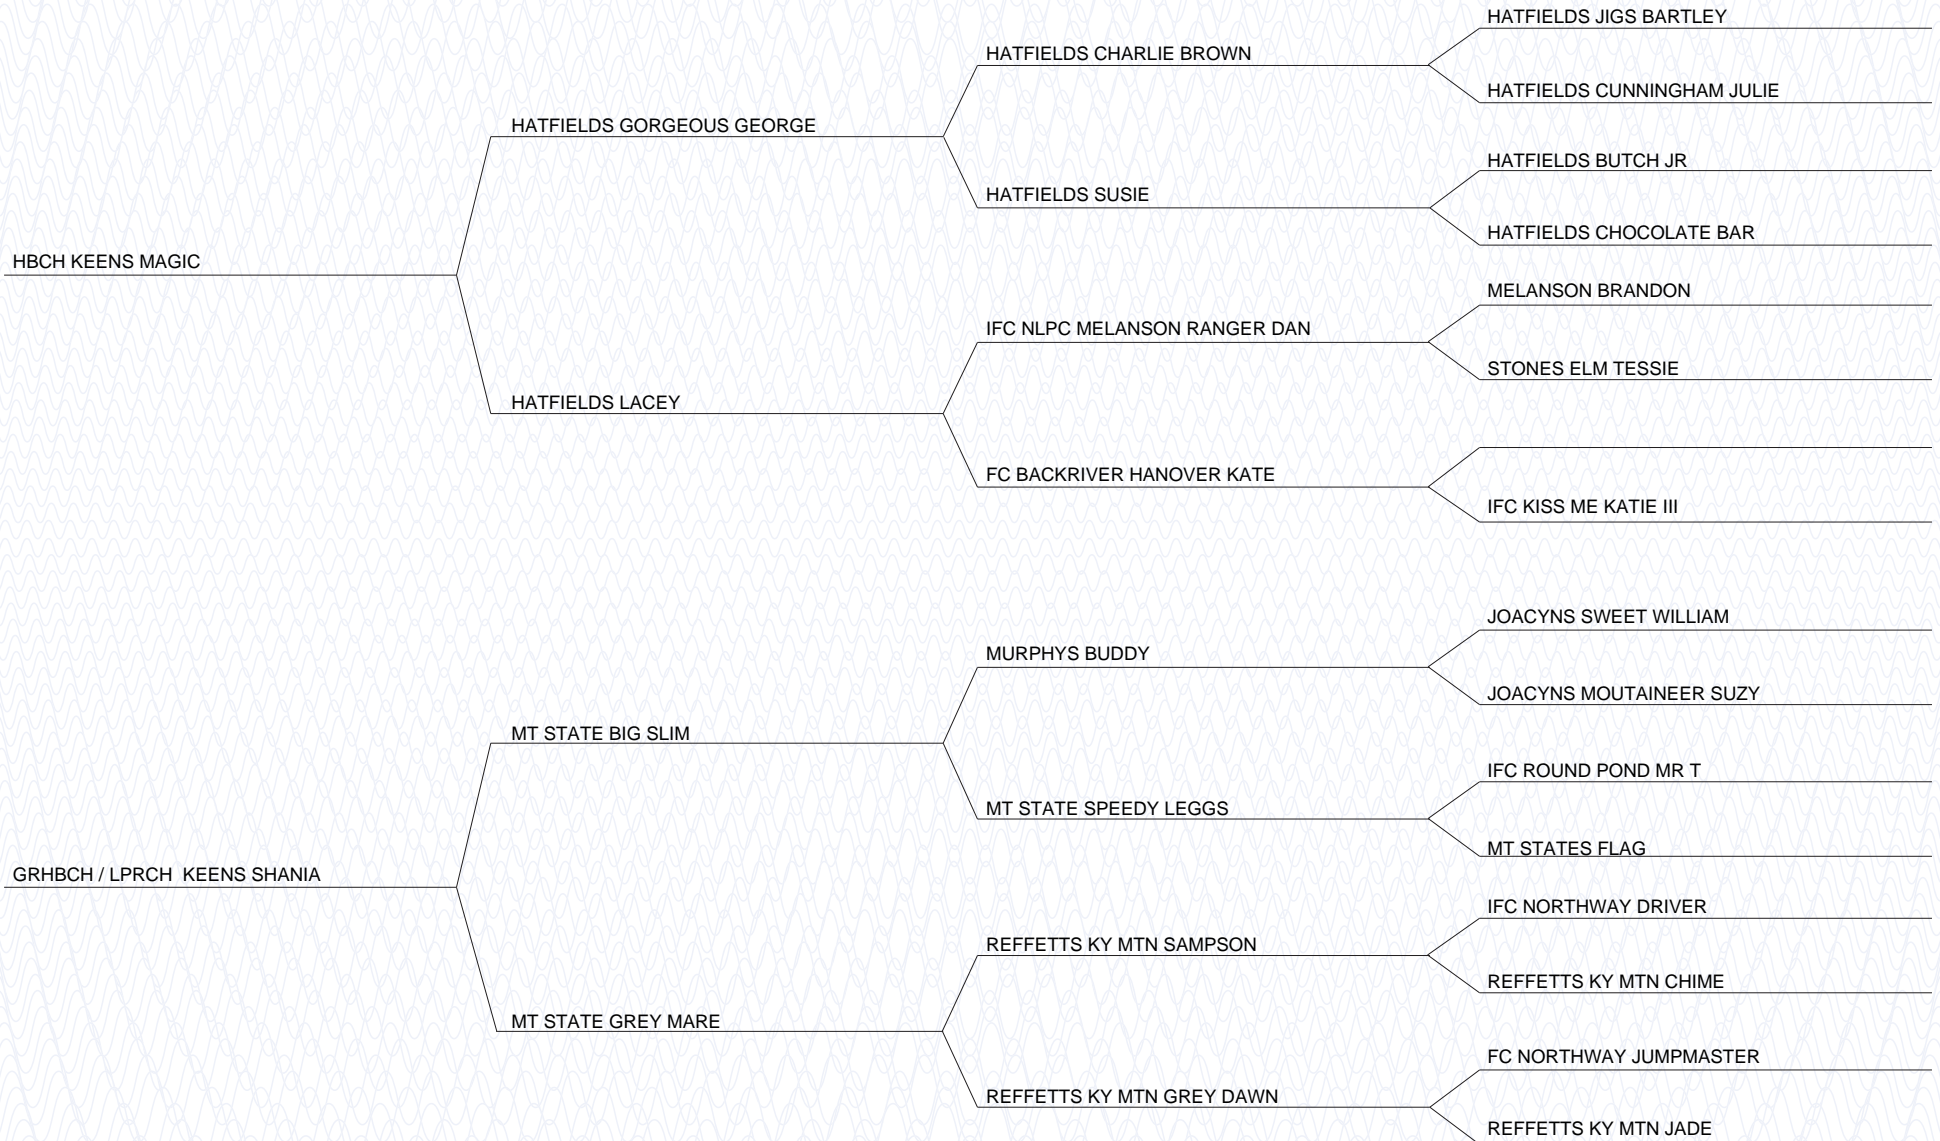 HATFIELDS JIGS BARTLEY
HATFIELDS CHARLIE BROWN
HATFIELDS CUNNINGHAM JULIE
HATFIELDS GORGEOUS GEORGE
HATFIELDS BUTCH JR
HATFIELDS SUSIE
HATFIELDS CHOCOLATE BAR
HBCH KEENS MAGIC
MELANSON BRANDON
IFC NLPC MELANSON RANGER DAN
STONES ELM TESSIE
HATFIELDS LACEY
FC BACKRIVER HANOVER KATE
IFC KISS ME KATIE III
JOACYNS SWEET WILLIAM
MURPHYS BUDDY
JOACYNS MOUTAINEER SUZY
MT STATE BIG SLIM
IFC ROUND POND MR T
MT STATE SPEEDY LEGGS
MT STATES FLAG
GRHBCH / LPRCH  KEENS SHANIA
IFC NORTHWAY DRIVER
REFFETTS KY MTN SAMPSON
REFFETTS KY MTN CHIME
MT STATE GREY MARE
FC NORTHWAY JUMPMASTER
REFFETTS KY MTN GREY DAWN
REFFETTS KY MTN JADE